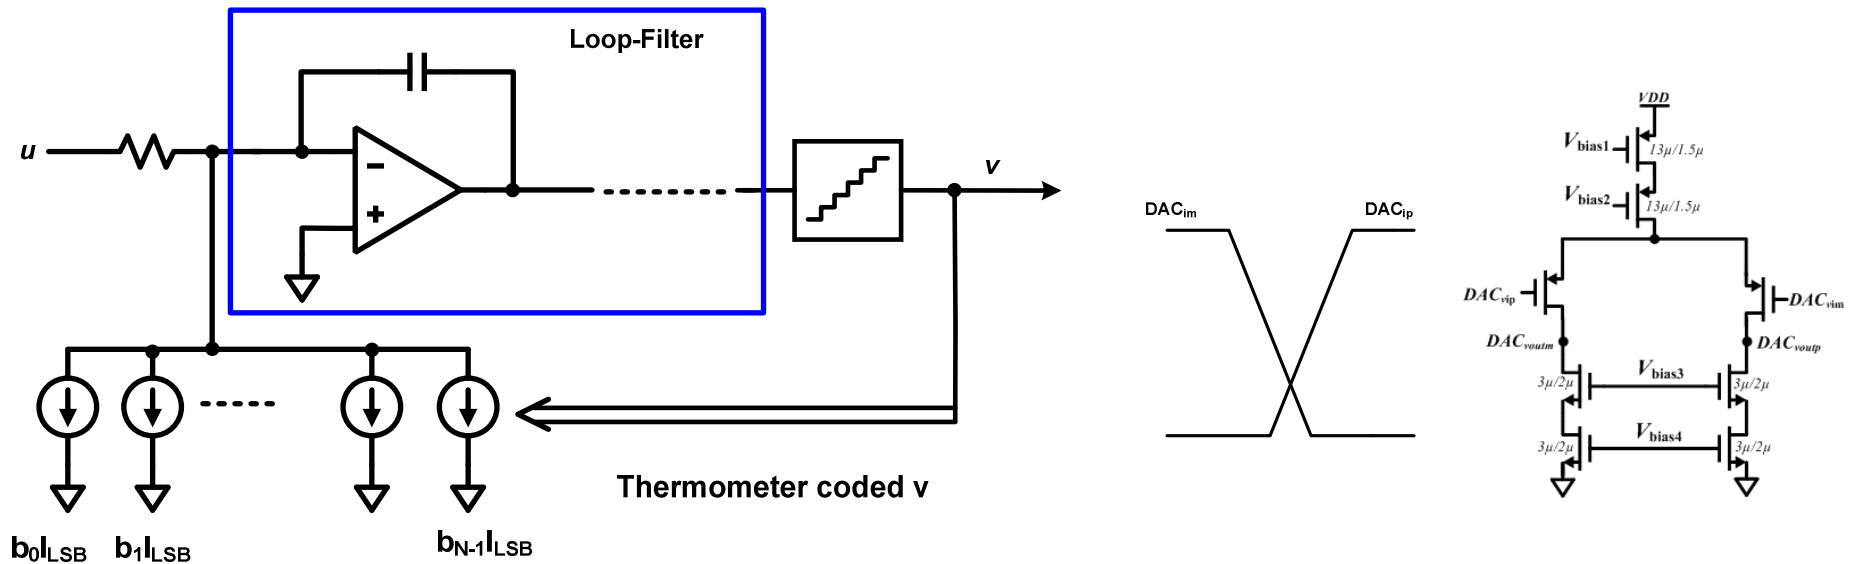 Loop-Filter
u
−
+
v
Thermometer coded v
b0ILSB
b1ILSB
bN-1ILSB
DACim
DACip
VDD
Vbias1
13μ/1.5μ
Vbias2
13μ/1.5μ
DACvip
DACvim
DACvoutm
DACvoutp
3μ/2μ
Vbias3
3μ/2μ
3μ/2μ
Vbias4
3μ/2μ